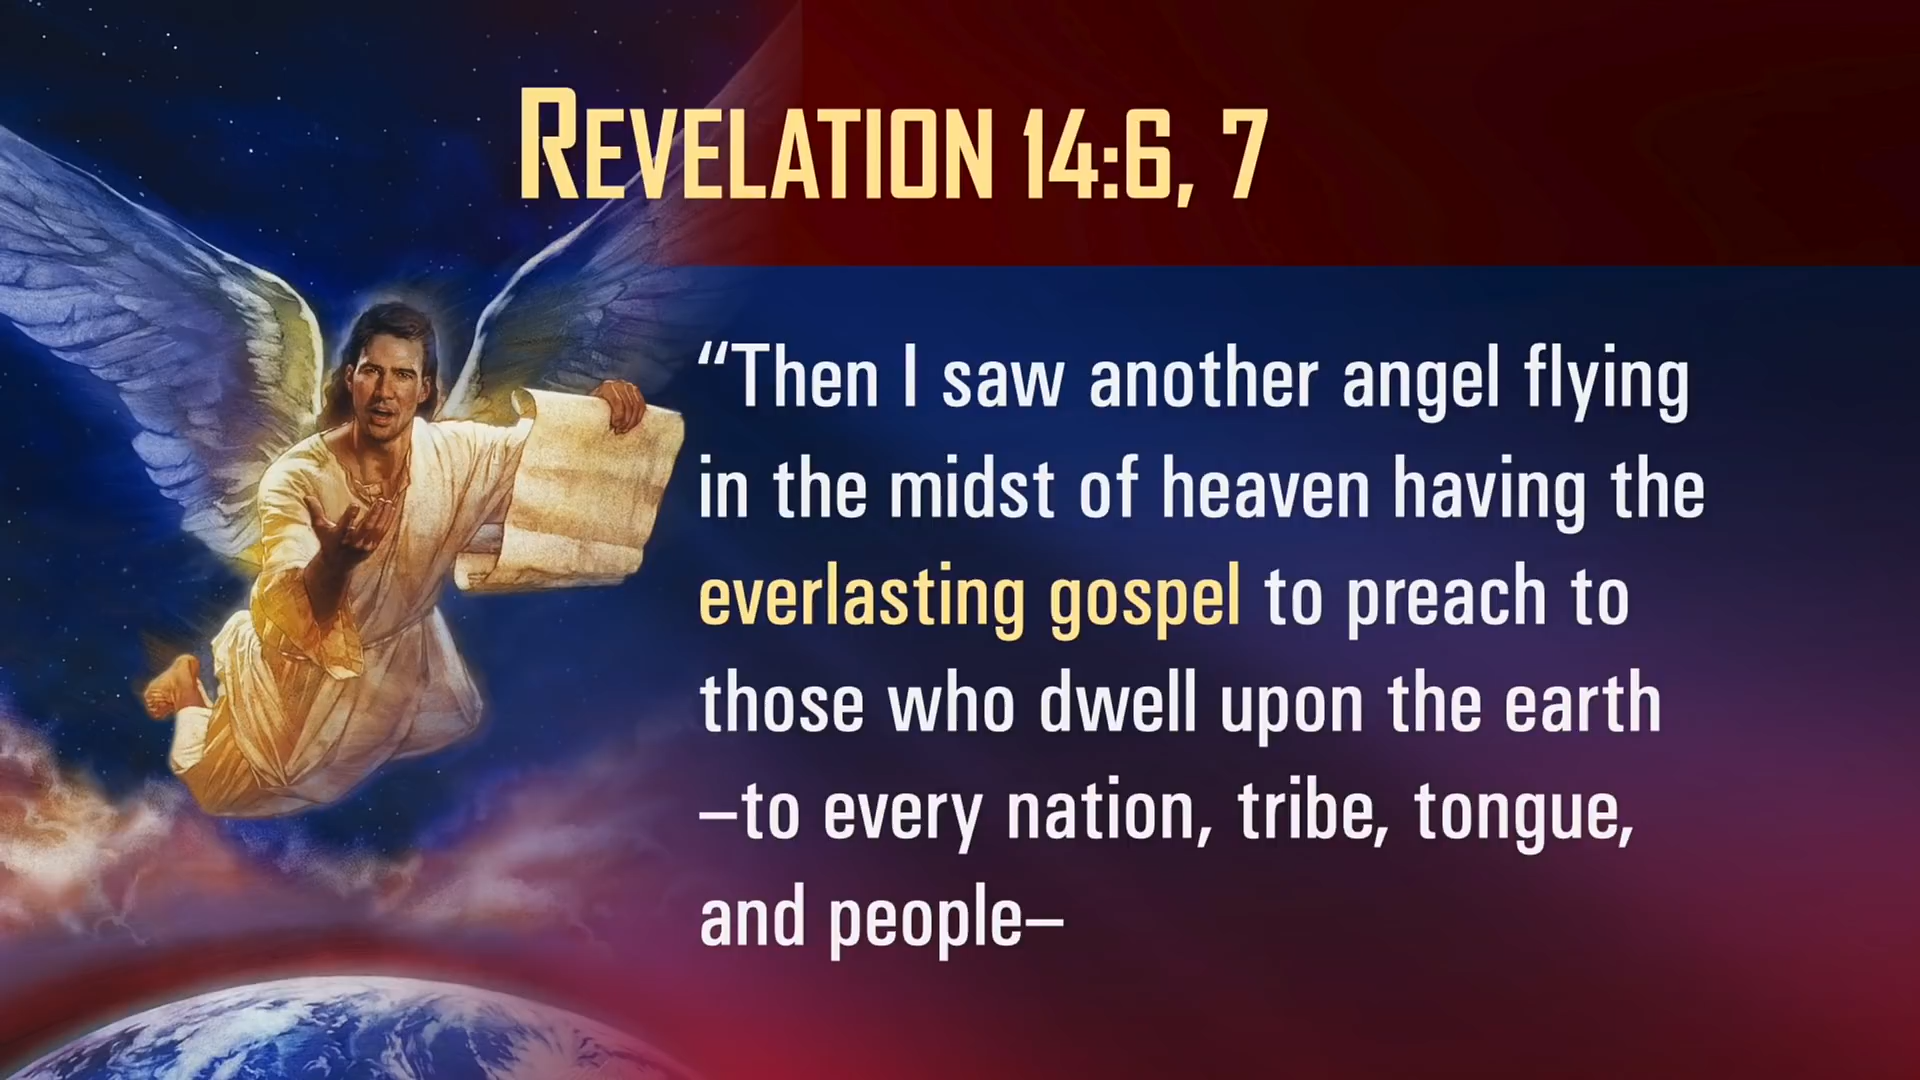 REVELATION 14:6, 7
“Then I saw another angel flying
in the midst of heaven having the
everlasting gospel to preach to
those who dwell upon the earth
–to every nation, tribe, tongue,
and people–